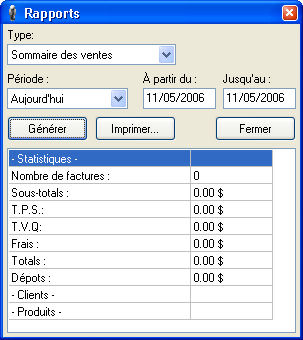 Rapports
Type:
Sommaire des ventes
Période : À partir du : Jusqu'au :
Aujourd'hui 11/05/2006 11/05/2006
Générer Imprimer... Fermer
- Statistiques -
Nombre de factures : 0
Sous-totals : 0.00 $
T.P.S.: 0.00 $
T.V.Q: 0.00 $
Frais : 0.00 $
Totals : 0.00 $
Dépots : 0.00 $
- Clients -
- Produits -